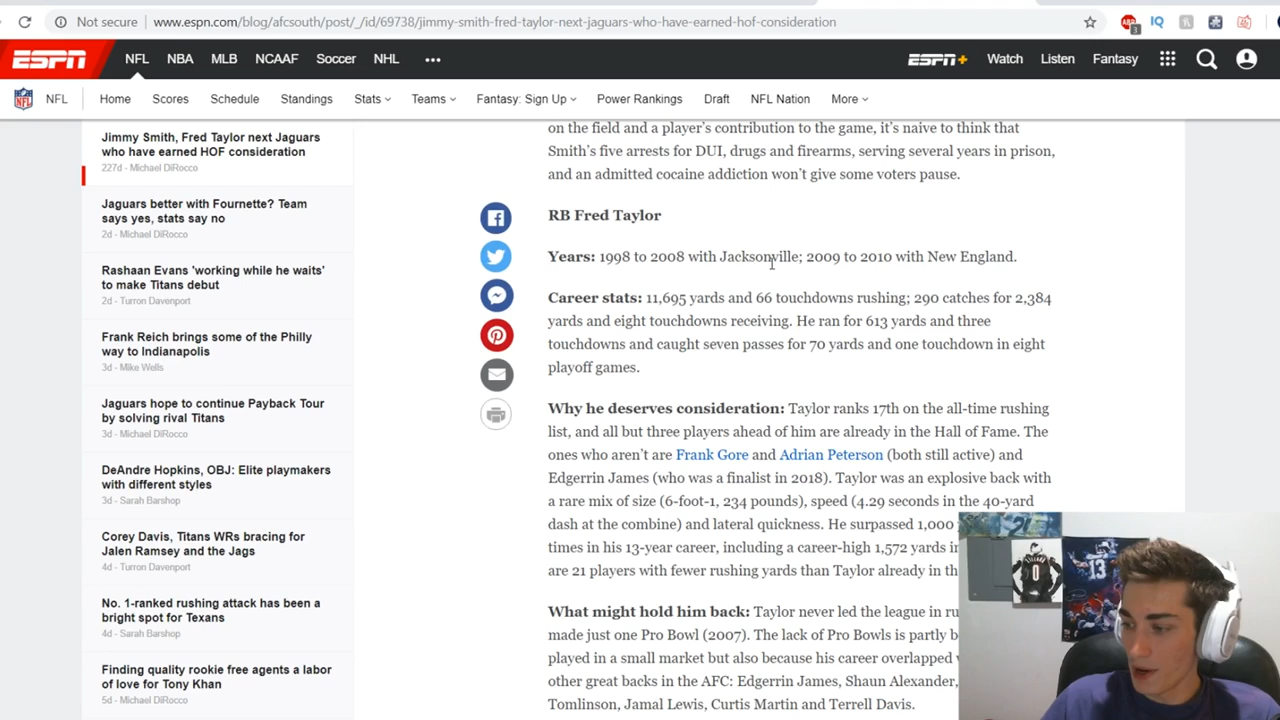 Not secure | www.espn.com/blog/afcsouth/post/_/id/69738/jimmy-smith-fred-taylor-next-jaguars-who-have-earned-hof-consideration
ABP
3
IQ
ESPN
NFL
NBA
MLB
NCAAF
Soccer
NHL
ESPN+
Watch
Listen
Fantasy
NFL
NFL
Home
Scores
Schedule
Standings
Stats
Teams
Fantasy: Sign Up
Power Rankings
Draft
NFL Nation
More
Jimmy Smith, Fred Taylor next Jaguars
who have earned HOF consideration
227d - Michael DiRocco
Jaguars better with Fournette? Team
says yes, stats say no
2d - Michael DiRocco
Rashaan Evans 'working while he waits'
to make Titans debut
2d - Turron Davenport
Frank Reich brings some of the Philly
way to Indianapolis
3d - Mike Wells
Jaguars hope to continue Payback Tour
by solving rival Titans
3d - Michael DiRocco
DeAndre Hopkins, OBJ: Elite playmakers
with different styles
3d - Sarah Barshop
Corey Davis, Titans WRs bracing for
Jalen Ramsey and the Jags
4d - Turron Davenport
No. 1-ranked rushing attack has been a
bright spot for Texans
4d - Sarah Barshop
Finding quality rookie free agents a labor
of love for Tony Khan
5d - Michael DiRocco
on the field and a player's contribution to the game, it's naive to think that
Smith's five arrests for DUI, drugs and firearms, serving several years in prison,
and an admitted cocaine addiction won't give some voters pause.
RB Fred Taylor
Years: 1998 to 2008 with Jacksonville; 2009 to 2010 with New England.
Career stats: 11,695 yards and 66 touchdowns rushing; 290 catches for 2,384
yards and eight touchdowns receiving. He ran for 613 yards and three
touchdowns and caught seven passes for 70 yards and one touchdown in eight
playoff games.
Why he deserves consideration: Taylor ranks 17th on the all-time rushing
list, and all but three players ahead of him are already in the Hall of Fame. The
ones who aren't are Frank Gore and Adrian Peterson (both still active) and
Edgerrin James (who was a finalist in 2018). Taylor was an explosive back with
a rare mix of size (6-foot-1, 234 pounds), speed (4.29 seconds in the 40-yard
dash at the combine) and lateral quickness. He surpassed 1,000
times in his 13-year career, including a career-high 1,572 yards
are 21 players with fewer rushing yards than Taylor already in
What might hold him back: Taylor never led the league in
made just one Pro Bowl (2007). The lack of Pro Bowls is partly
played in a small market but also because his career overlapped
other great backs in the AFC: Edgerrin James, Shaun Alexander,
Tomlinson, Jamal Lewis, Curtis Martin and Terrell Davis.
0
13